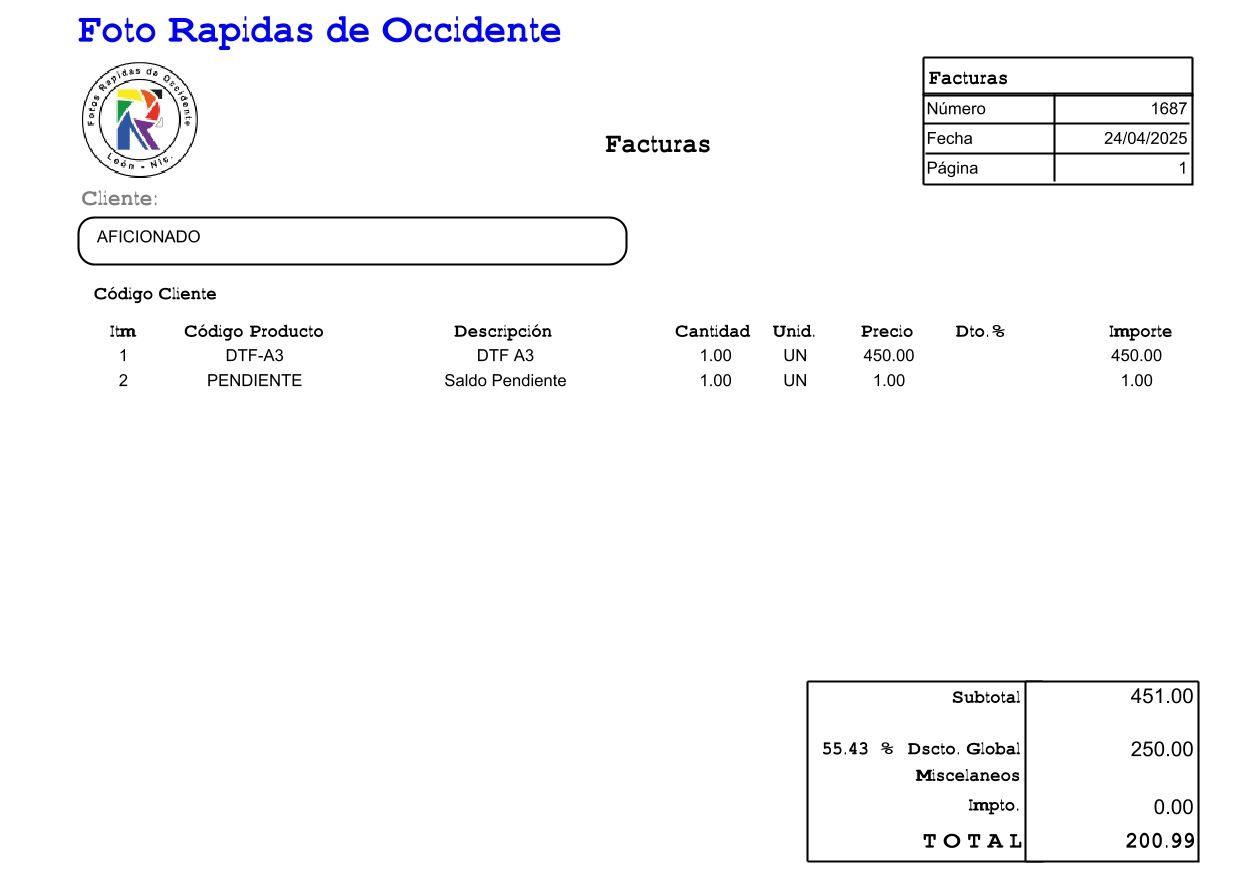 Foto Rapidas de Occidente
Fotos Rapidas de Occidente
León - Nic.
Facturas
Facturas
Número 1687
Fecha 24/04/2025
Página 1
Cliente:
AFICIONADO
Código Cliente
Itm Código Producto Descripción Cantidad Unid. Precio Dto.% Importe
1 DTF-A3 DTF A3 1.00 UN 450.00 450.00
2 PENDIENTE Saldo Pendiente 1.00 UN 1.00 1.00
Subtotal 451.00
55.43 % Dscto. Global 250.00
Miscelaneos
Impto. 0.00
TOTAL 200.99